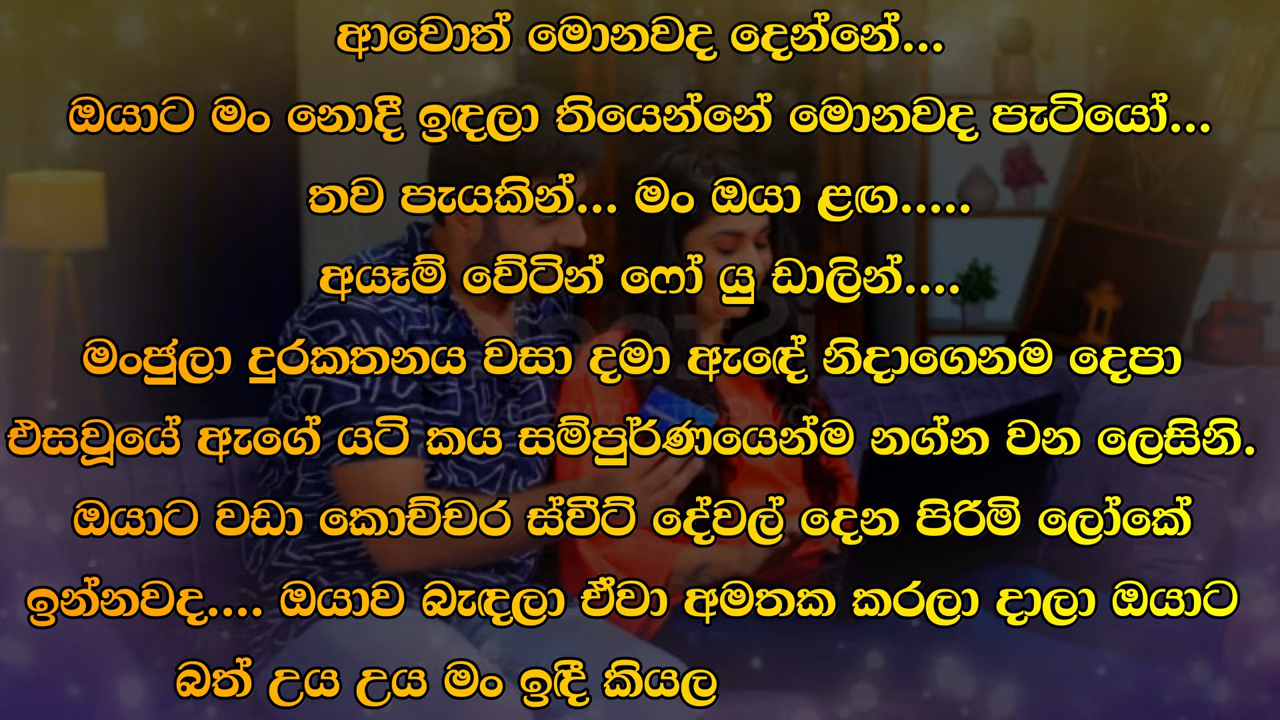 ආවොත් මොනවද දෙන්නේ...
ඔයාට මං නොදී ඉඳලා තියෙන්නේ මොනවද පැටියෝ...
තව පැයකින්... මං ඔයා ළඟ.....
අයෑම් වේටින් ෆෝ යු ඩාලින්....
මංජුලා දුරකතනය වසා දමා ඇඳේ නිදාගෙනම දෙපා
එසවූයේ ඇගේ යටි කය සම්පුර්ණයෙන්ම නග්න වන ලෙසිනි.
ඔයාට වඩා කොච්චර ස්වීට් දේවල් දෙන පිරිමි ලෝකේ
ඉන්නවද.... ඔයාව බැඳලා ඒවා අමතක කරලා දාලා ඔයාට
බත් උය උය මං ඉඳී කියල